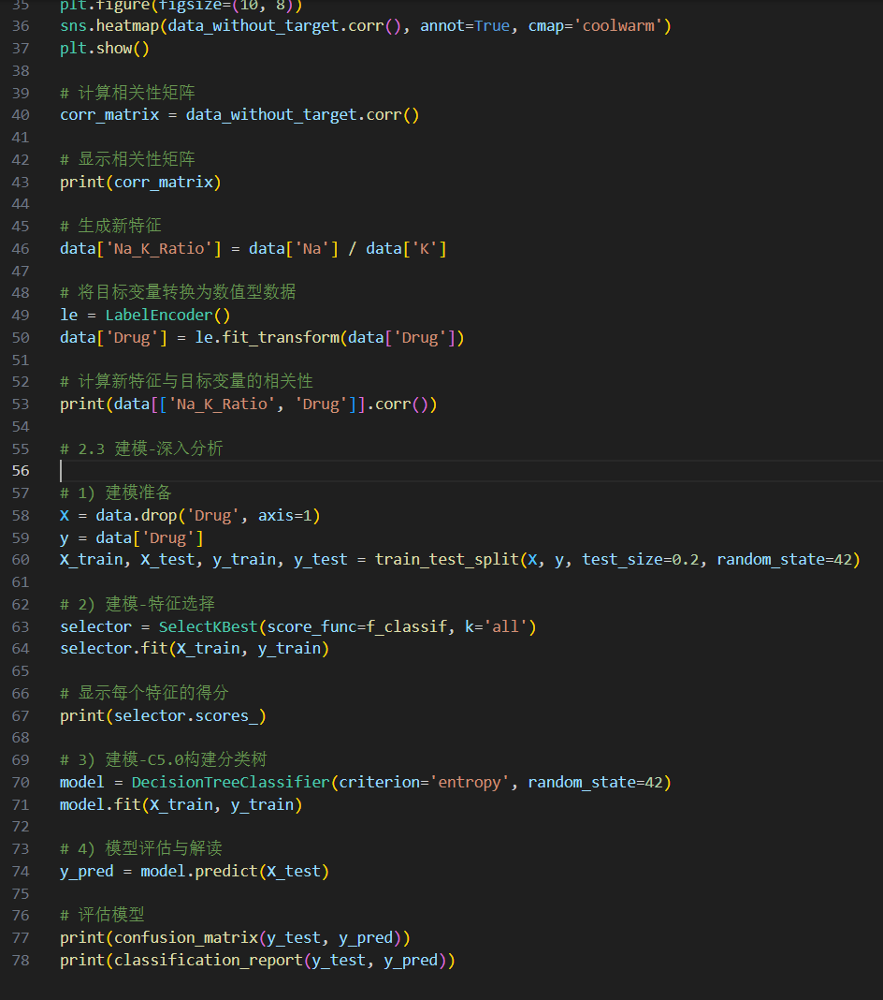 35 plt.figure(figsize=(10, 8))
36 sns.heatmap(data_without_target.corr(), annot=True, cmap='coolwarm')
37 plt.show()
38
39 # 计算相关性矩阵
40 corr_matrix = data_without_target.corr()
41
42 # 显示相关性矩阵
43 print(corr_matrix)
44
45 # 生成新特征
46 data['Na_K_Ratio'] = data['Na'] / data['K']
47
48 # 将目标变量转换为数值型数据
49 le = LabelEncoder()
50 data['Drug'] = le.fit_transform(data['Drug'])
51
52 # 计算新特征与目标变量的相关性
53 print(data[['Na_K_Ratio', 'Drug']].corr())
54
55 # 2.3 建模-深入分析
56
57 # 1) 建模准备
58 X = data.drop('Drug', axis=1)
59 y = data['Drug']
60 X_train, X_test, y_train, y_test = train_test_split(X, y, test_size=0.2, random_state=42)
61
62 # 2) 建模-特征选择
63 selector = SelectKBest(score_func=f_classif, k='all')
64 selector.fit(X_train, y_train)
65
66 # 显示每个特征的得分
67 print(selector.scores_)
68
69 # 3) 建模-C5.0构建分类树
70 model = DecisionTreeClassifier(criterion='entropy', random_state=42)
71 model.fit(X_train, y_train)
72
73 # 4) 模型评估与解读
74 y_pred = model.predict(X_test)
75
76 # 评估模型
77 print(confusion_matrix(y_test, y_pred))
78 print(classification_report(y_test, y_pred))